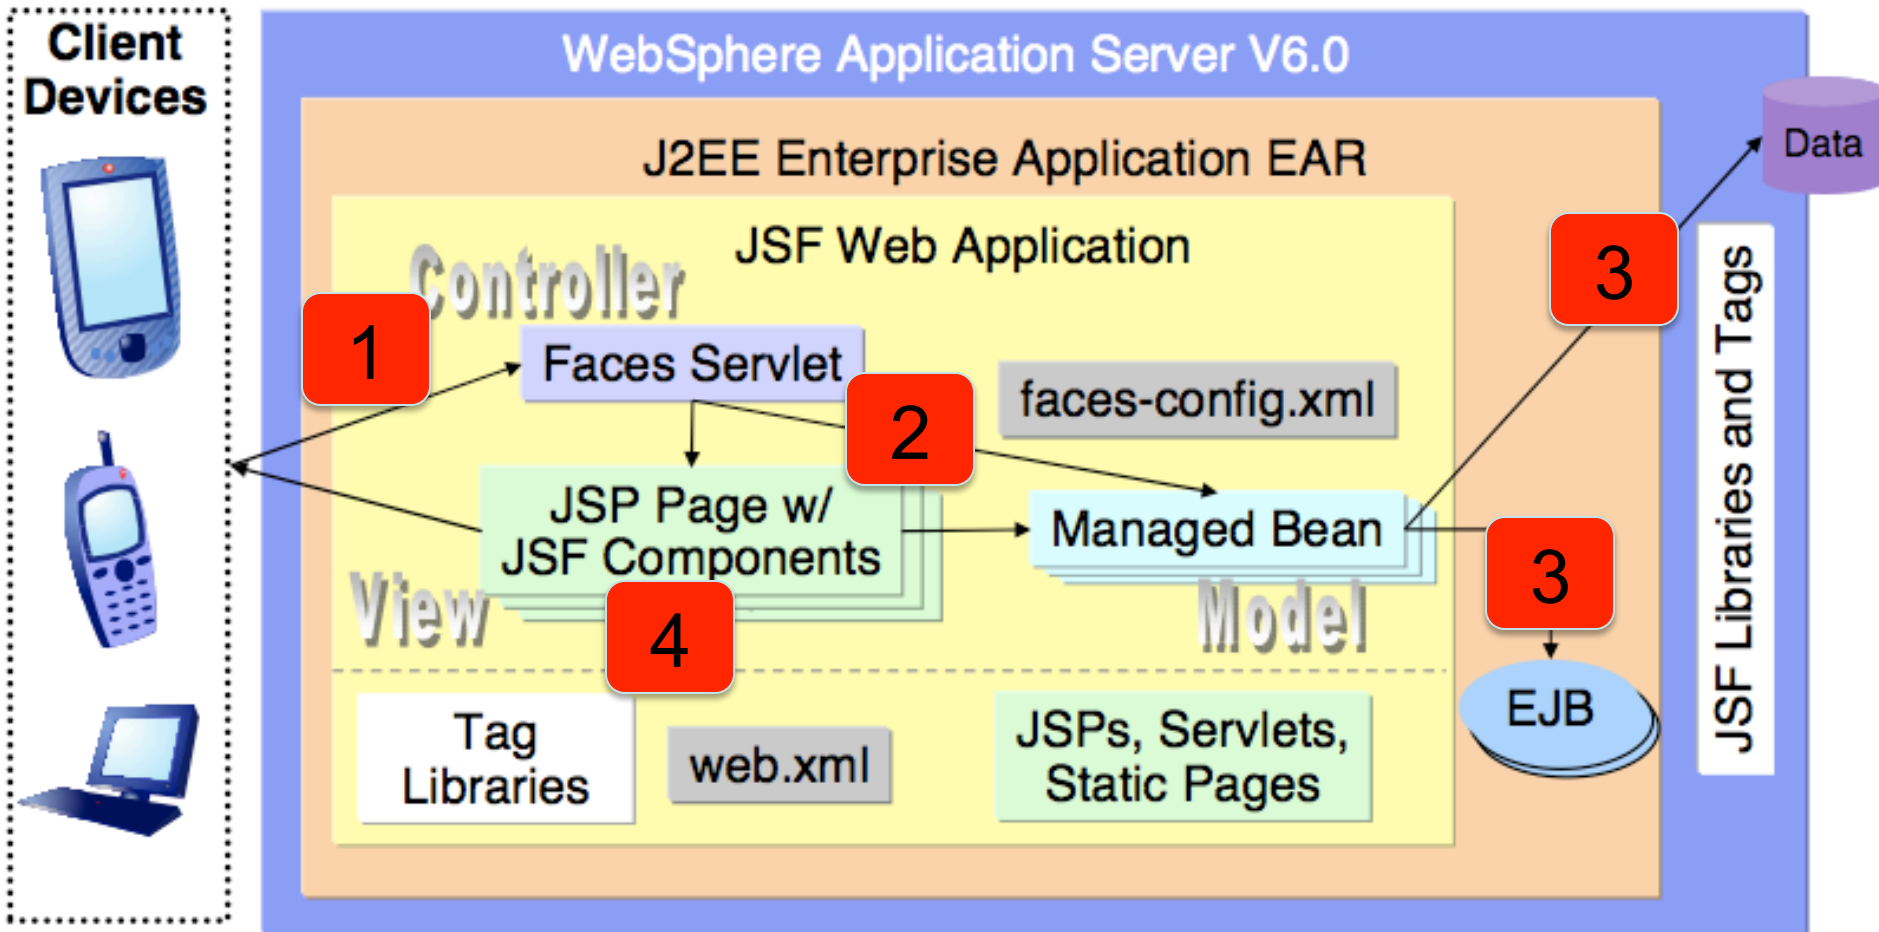 Client
Devices
WebSphere Application Server V6.0
J2EE Enterprise Application EAR
Data
JSF Web Application
Controller
1
Faces Servlet
2
faces-config.xml
3
JSP Page w/
JSF Components
Managed Bean
3
View
4
Model
EJB
Tag
Libraries
web.xml
JSPs, Servlets,
Static Pages
JSF Libraries and Tags